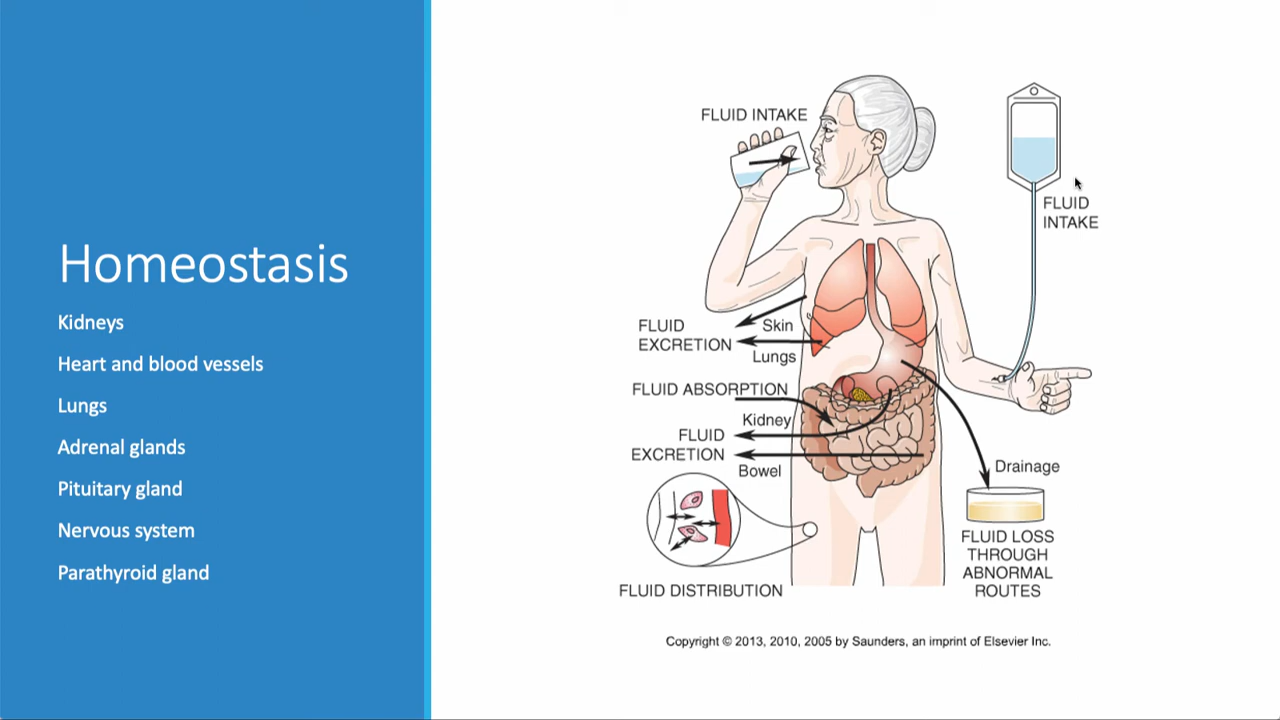 Homeostasis
Kidneys
Heart and blood vessels
Lungs
Adrenal glands
Pituitary gland
Nervous system
Parathyroid gland
FLUID INTAKE
FLUID
INTAKE
FLUID
EXCRETION
Skin
Lungs
FLUID ABSORPTION
Kidney
FLUID
EXCRETION
Bowel
Drainage
FLUID LOSS
THROUGH
ABNORMAL
ROUTES
FLUID DISTRIBUTION
Copyright © 2013, 2010, 2005 by Saunders, an imprint of Elsevier Inc.